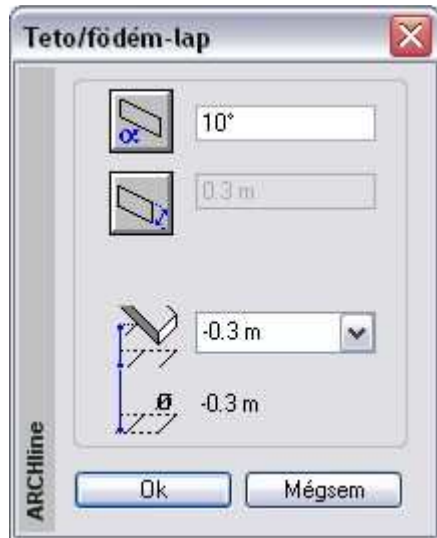 Teto/födém-lap
α
10°
0.3 m
-0.3 m
Ø -0.3 m
ARCHline
Ok Mégsem